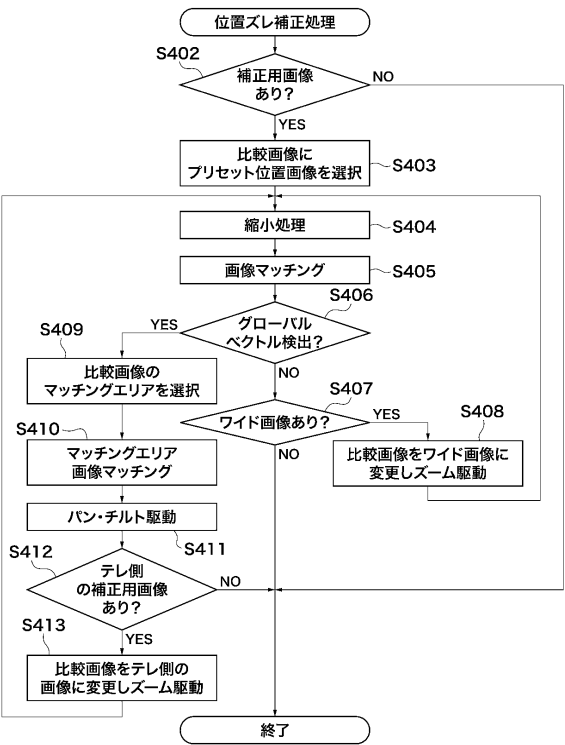 位置ズレ補正処理
S402
補正用画像
あり?
NO
YES
比較画像に
プリセット位置画像を選択
S403
縮小処理
S404
画像マッチング
S405
S406
グローバル
ベクトル検出?
YES
NO
S409
比較画像の
マッチングエリアを選択
S407
ワイド画像あり?
YES
NO
S408
比較画像をワイド画像に
変更しズーム駆動
S410
マッチングエリア
画像マッチング
パン・チルト駆動
S411
S412
テレ側
の補正用画像
あり?
NO
YES
S413
比較画像をテレ側の
画像に変更しズーム駆動
終了